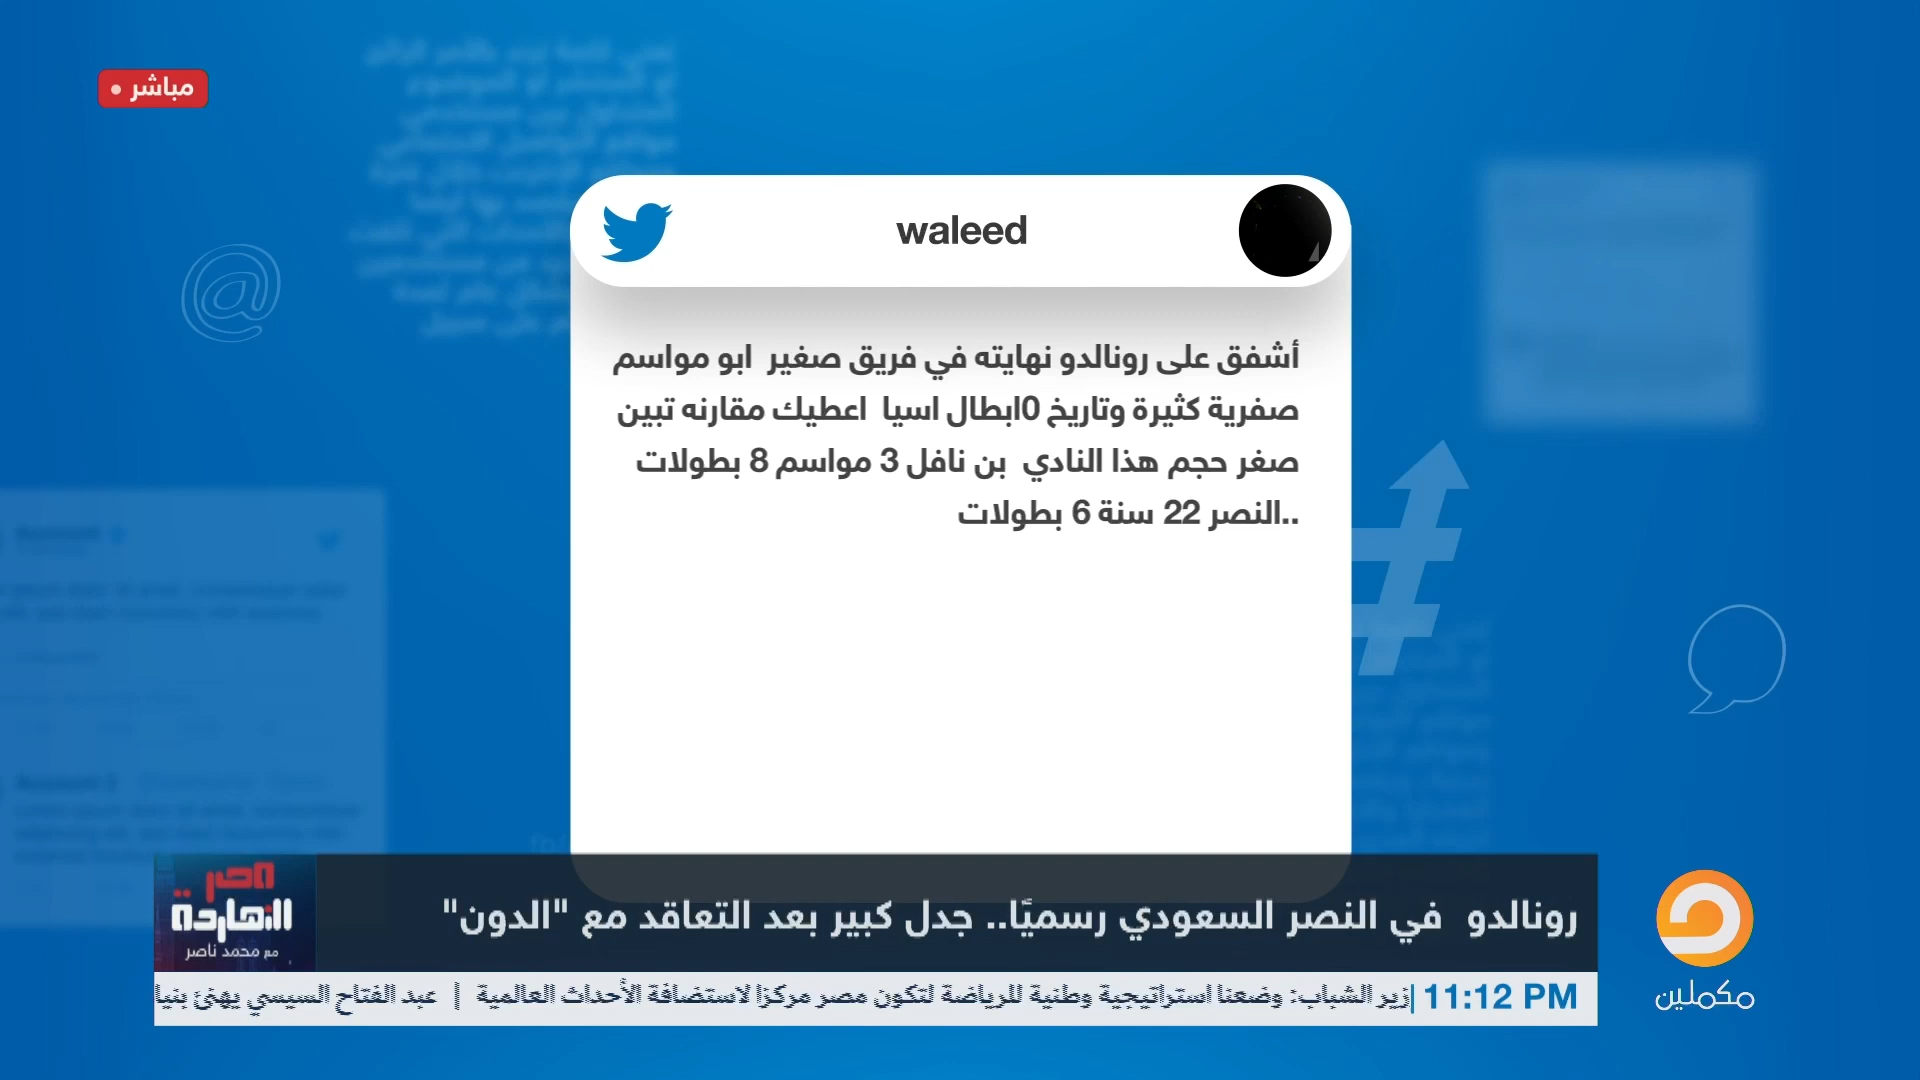 مباشر
waleed
أشفق على رونالدو نهايته في فريق صغير ابو مواسم
صفرية كثيرة وتاريخ 0ابطال اسيا اعطيك مقارنه تبين
صغر حجم هذا النادي بن نافل 3 مواسم 8 بطولات
..النصر 22 سنة 6 بطولات
رونالدو في النصر السعودي رسميًا.. جدل كبير بعد التعاقد مع "الدون"
مصر
النهاردة
مع محمد ناصر
11:12 PM
زير الشباب: وضعنا استراتيجية وطنية للرياضة لتكون مصر مركزا لاستضافة الأحداث العالمية | عبد الفتاح السيسي يهنئ بنيا
مكملين